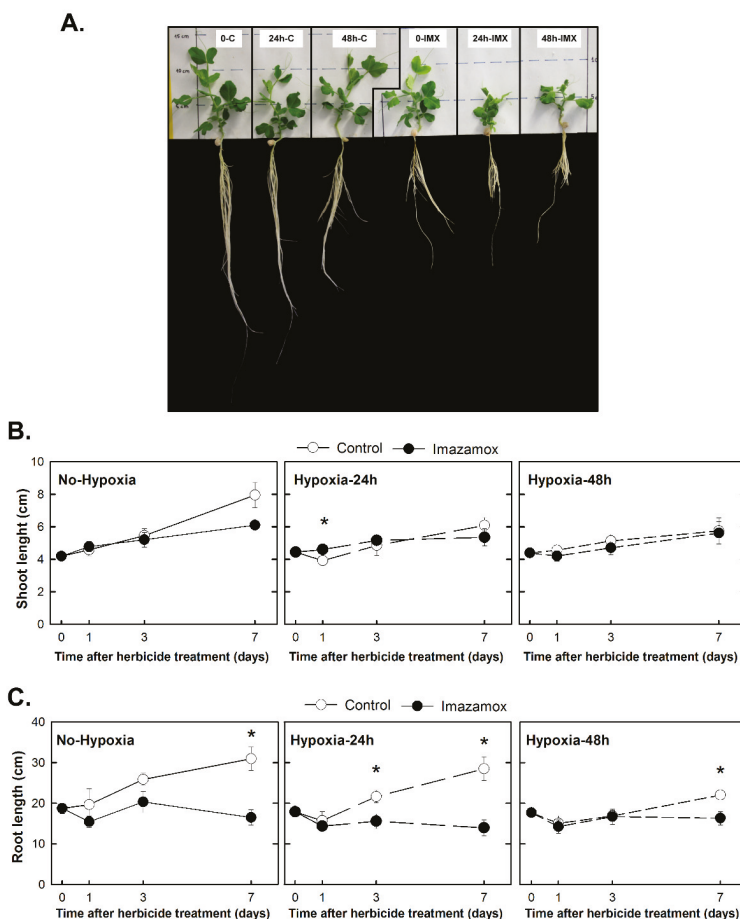 A.
0-C 24h-C 48h-C 0-IMX 24h-IMX 48h-IMX
B.
Control Imazamox
No-Hypoxia Hypoxia-24h Hypoxia-48h
Shoot lenght (cm)
10
8
6
4
2
0
0 1 3 7 0 1 3 7 0 1 3 7
Time after herbicide treatment (days) Time after herbicide treatment (days) Time after herbicide treatment (days)
C.
Control Imazamox
No-Hypoxia Hypoxia-24h Hypoxia-48h
* * * *
*
Root length (cm)
40
30
20
10
0
0 1 3 7 0 1 3 7 0 1 3 7
Time after herbicide treatment (days) Time after herbicide treatment (days) Time after herbicide treatment (days)